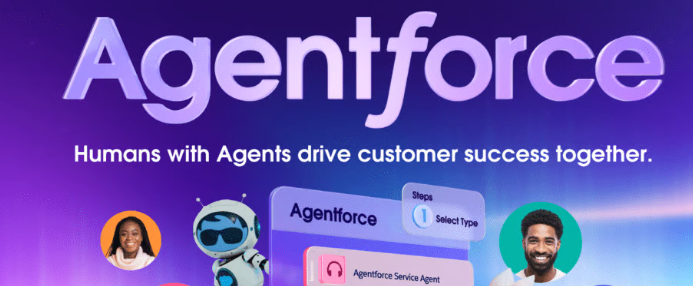 Agentforce
Humans with Agents drive customer success together.
Steps
1 Select Type
Agentforce
Agentforce Service Agent